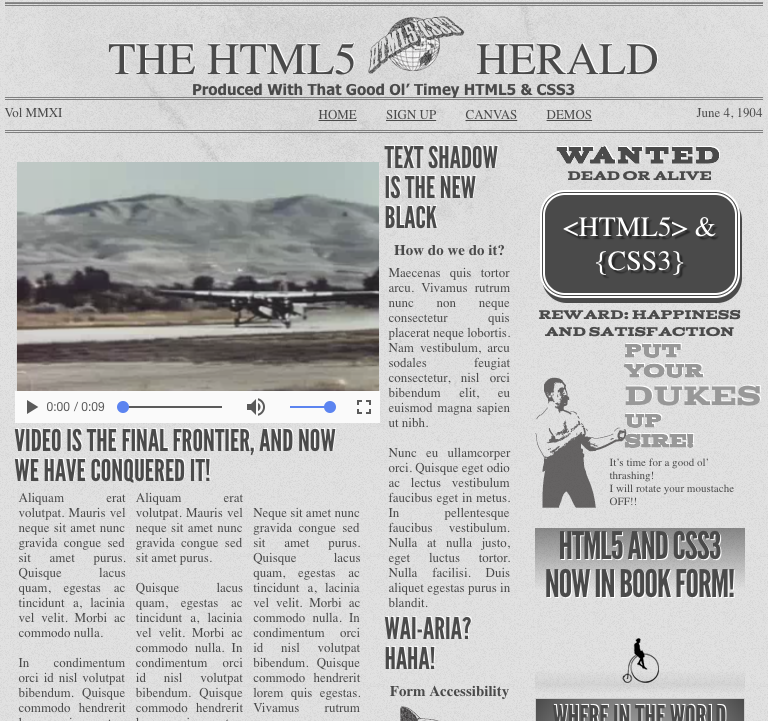 THE HTML5 HTML5&CSS3 HERALD
Produced With That Good Ol’ Timey HTML5 & CSS3
Vol MMXI
HOME SIGN UP CANVAS DEMOS
June 4, 1904
0:00 / 0:09
VIDEO IS THE FINAL FRONTIER, AND NOW
WE HAVE CONQUERED IT!
Aliquam erat
volutpat. Mauris vel
neque sit amet nunc
gravida congue sed
sit amet purus.
Quisque lacus
quam, egestas ac
tincidunt a, lacinia
vel velit. Morbi ac
commodo nulla.
In condimentum
orci id nisl volutpat
bibendum. Quisque
commodo hendrerit
Aliquam erat
volutpat. Mauris vel
neque sit amet nunc
gravida congue sed
sit amet purus.
Quisque lacus
quam, egestas ac
tincidunt a, lacinia
vel velit. Morbi ac
commodo nulla. In
condimentum orci
id nisl volutpat
bibendum. Quisque
commodo hendrerit
Neque sit amet nunc
gravida congue sed
sit amet purus.
Quisque lacus
quam, egestas ac
tincidunt a, lacinia
vel velit. Morbi ac
commodo nulla. In
condimentum orci
id nisl volutpat
bibendum. Quisque
commodo hendrerit
lorem quis egestas.
Vivamus rutrum
TEXT SHADOW
IS THE NEW
BLACK
How do we do it?
Maecenas quis tortor
arcu. Vivamus rutrum
nunc non neque
consectetur quis
placerat neque lobortis.
Nam vestibulum, arcu
sodales feugiat
consectetur, nisl orci
bibendum elit, eu
euismod magna sapien
ut nibh.
Nunc eu ullamcorper
orci. Quisque eget odio
ac lectus vestibulum
faucibus eget in metus.
In pellentesque
faucibus vestibulum.
Nulla at nulla justo,
eget luctus tortor.
Nulla facilisi. Duis
aliquet egestas purus in
blandit.
WAI-ARIA?
HAHA!
Form Accessibility
WANTED
DEAD OR ALIVE
<HTML5> &
{CSS3}
REWARD: HAPPINESS
AND SATISFACTION
PUT
YOUR
DUKES
UP
SIRE!
It’s time for a good ol’
thrashing!
I will rotate your moustache
OFF!!
HTML5 AND CSS3
NOW IN BOOK FORM!
WHERE IN THE WORLD